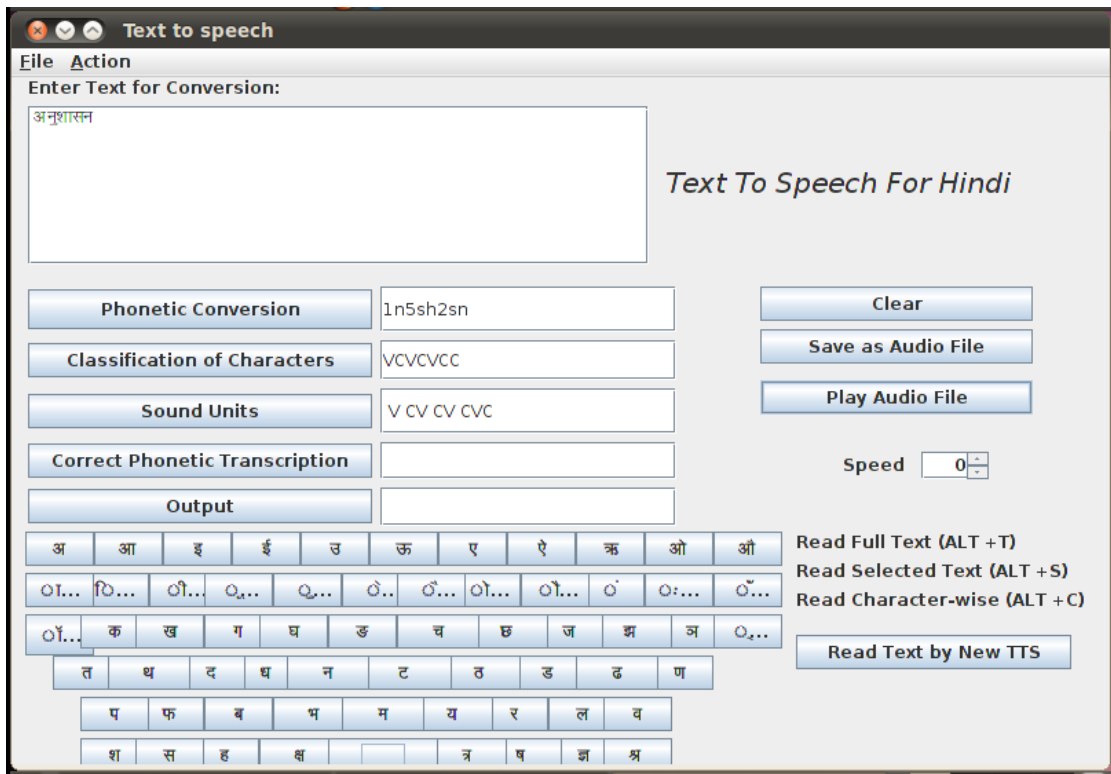 Text to speech
File Action
Enter Text for Conversion:
अनुशासन
Text To Speech For Hindi
Phonetic Conversion 1n5sh2sn Clear
Classification of Characters VCVCVCC Save as Audio File
Sound Units V CV CV CVC Play Audio File
Correct Phonetic Transcription Speed 0
Output
अ आ इ ई उ ऊ ए ऐ ऋ ओ औ
Read Full Text (ALT +T)
ा... ि... ी... े.. ै... ो... ौ... ं ः...
Read Selected Text (ALT +S)
Read Character-wise (ALT +C)
क ख ग घ ङ च छ ज झ ञ
Read Text by New TTS
त थ द ध न ट ठ ड ढ ण
प फ ब भ म य र ल व
श स ह क्ष त्र ष ज्ञ श्र